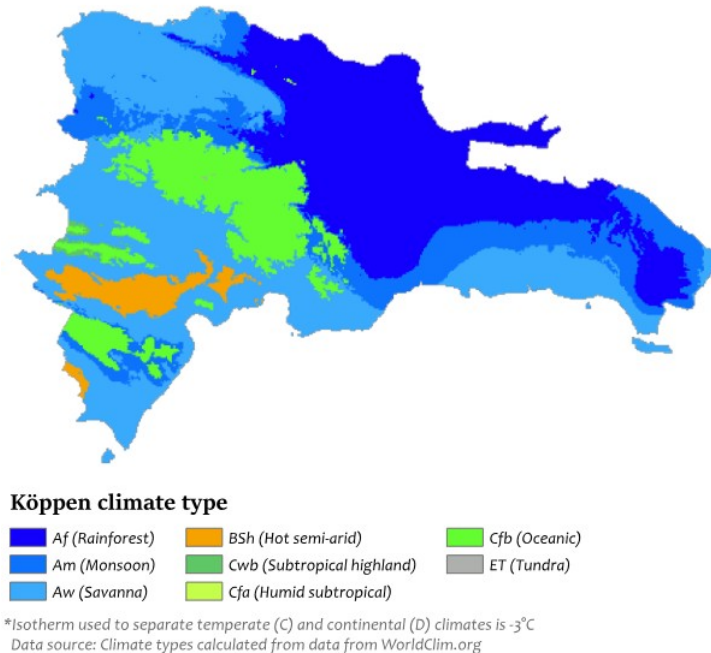 Köppen climate type
Af (Rainforest) BSh (Hot semi-arid) Cfb (Oceanic)
Am (Monsoon) Cwb (Subtropical highland) ET (Tundra)
Aw (Savanna) Cfa (Humid subtropical)
*Isotherm used to separate temperate (C) and continental (D) climates is -3°C
Data source: Climate types calculated from data from WorldClim.org